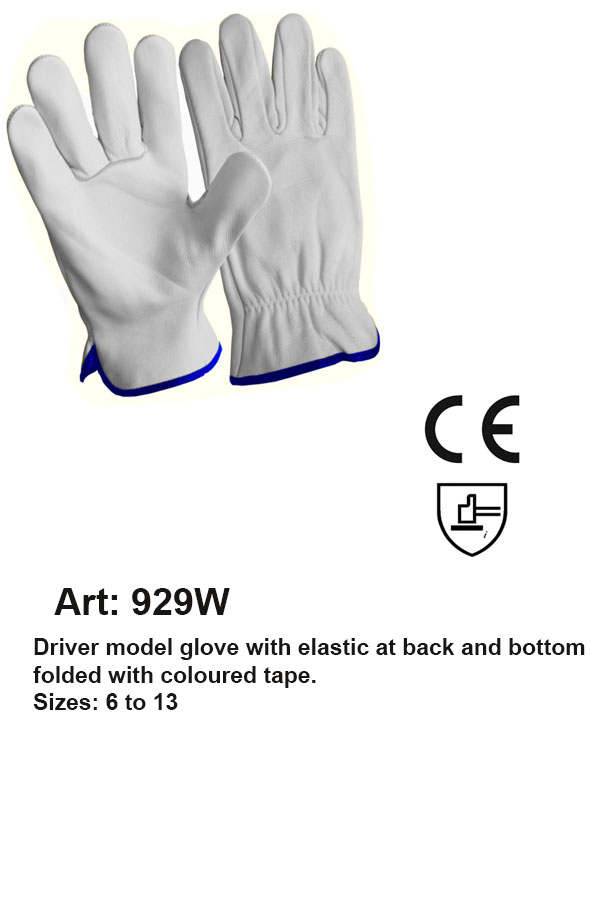 CE
i
Art: 929W
Driver model glove with elastic at back and bottom
folded with coloured tape.
Sizes: 6 to 13